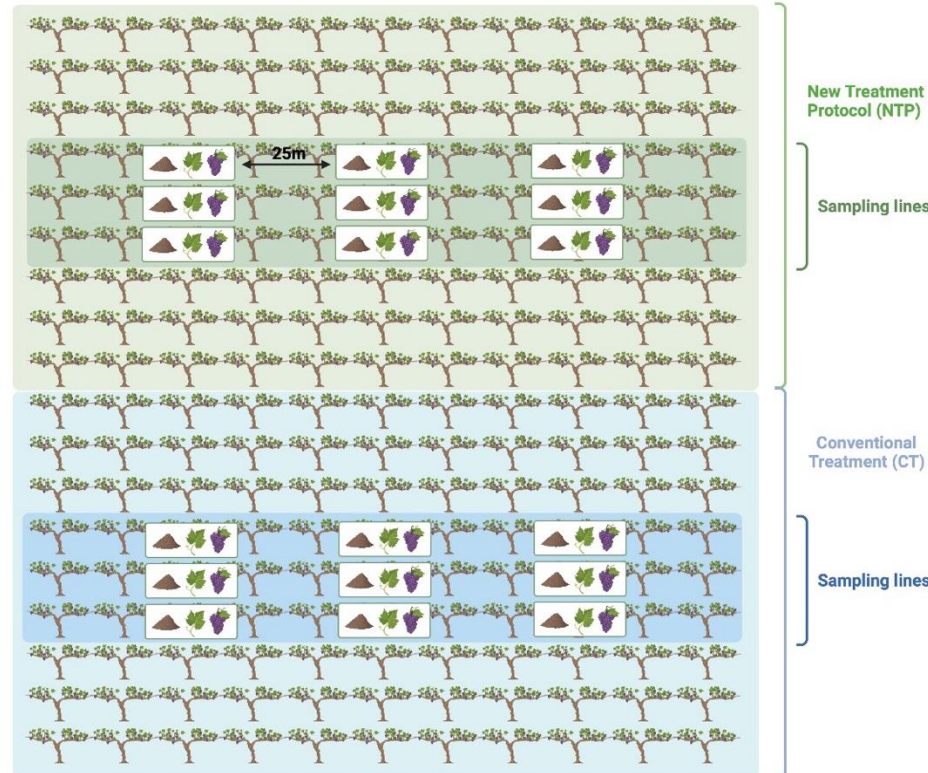 New Treatment
Protocol (NTP)
25m
Sampling lines
Conventional
Treatment (CT)
Sampling lines